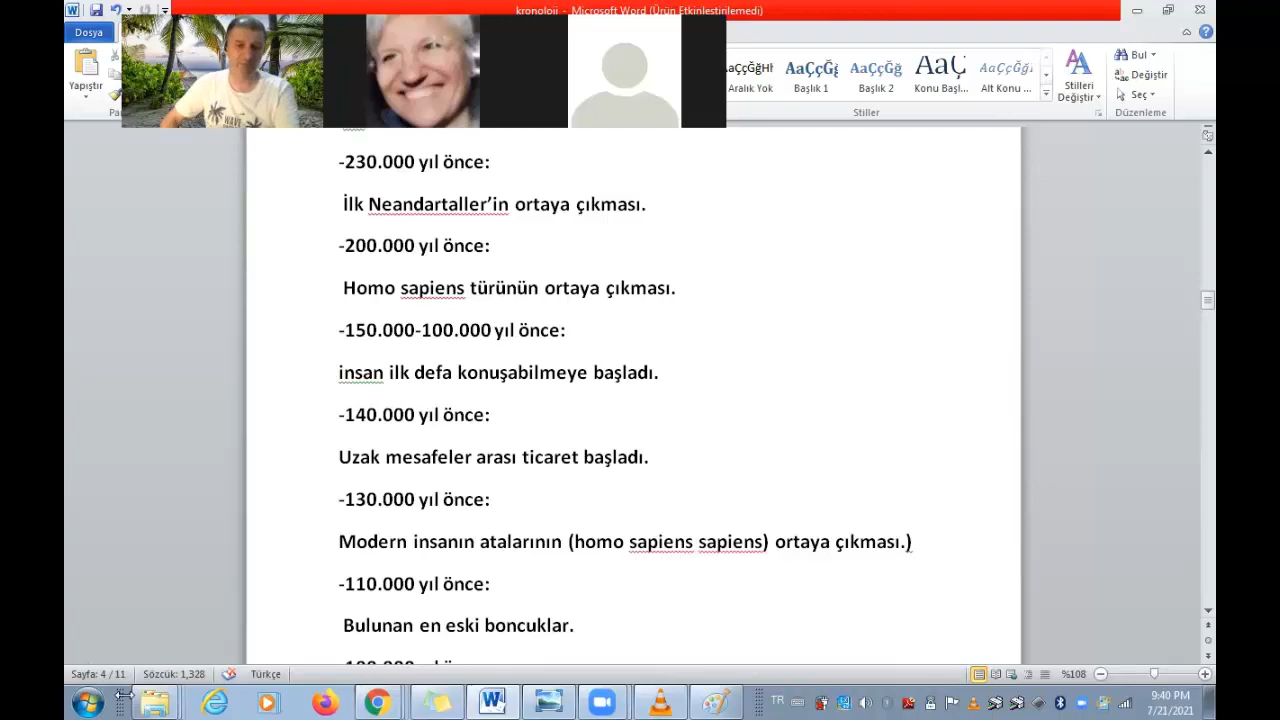 kronoloji - Microsoft Word (Ürün Etkinleştirilemedi)
Dosya
Yapıştır
AaÇçĞğHł AaÇçĞğ AaÇçĞğ AaÇ AaÇçĞğ
Aralık Yok Başlık 1 Başlık 2 Konu Başl... Alt Konu ...
Stilleri Değiştir
Bul
Değiştir
Seç
Stiller
Düzenleme
-230.000 yıl önce:
İlk Neandartaller’in ortaya çıkması.
-200.000 yıl önce:
Homo sapiens türünün ortaya çıkması.
-150.000-100.000 yıl önce:
insan ilk defa konuşabilmeye başladı.
-140.000 yıl önce:
Uzak mesafeler arası ticaret başladı.
-130.000 yıl önce:
Modern insanın atalarının (homo sapiens sapiens) ortaya çıkması.)
-110.000 yıl önce:
Bulunan en eski boncuklar.
Sayfa: 4 / 11 Sözcük: 1,328 Türkçe %108
TR 9:40 PM
7/21/2021